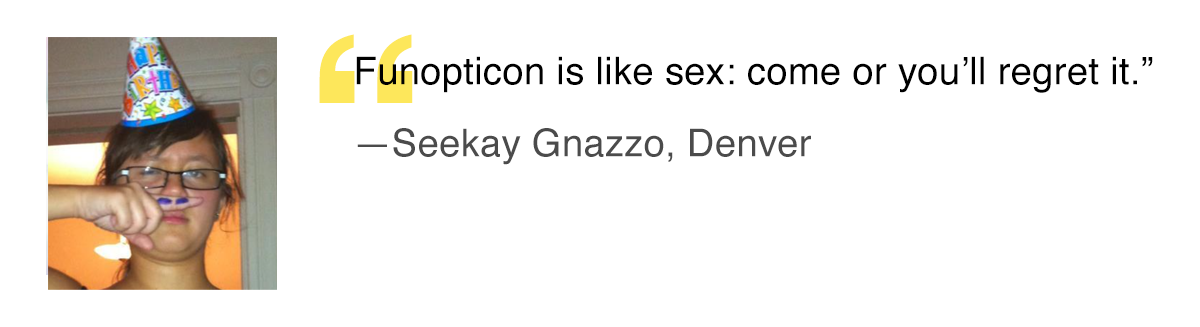 “Funopticon is like sex: come or you’ll regret it.”
—Seekay Gnazzo, Denver